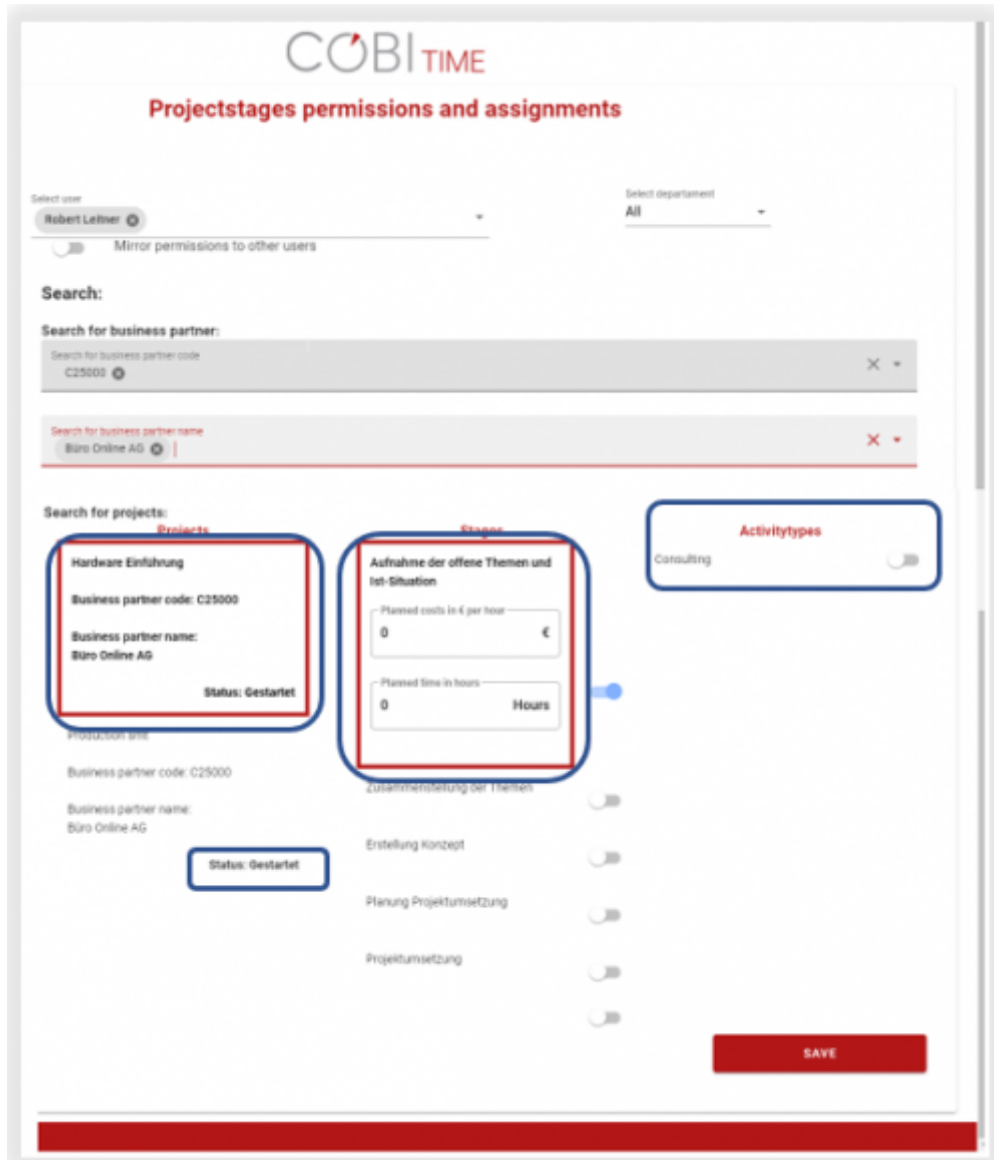 COBI TIME
Projectstages permissions and assignments
Select user
Robert Leitner
Select departament
All
Mirror permissions to other users
Search:
Search for business partner:
Search for business partner code
C25000
Search for business partner name
Büro Online AG
Search for projects:
Projects
Hardware Einführung
Business partner code: C25000
Business partner name:
Büro Online AG
Status: Gestartet
Production
Business partner code: C25000
Business partner name:
Büro Online AG
Status: Gestartet
Stages
Aufnahme der offene Themen und
Ist-Situation
Planned costs in € per hour
0 €
Planned time in hours
0 Hours
Zusammenstellung der Themen
Erstellung Konzept
Planung Projektumsetzung
Projektumsetzung
Activitytypes
Consulting
SAVE